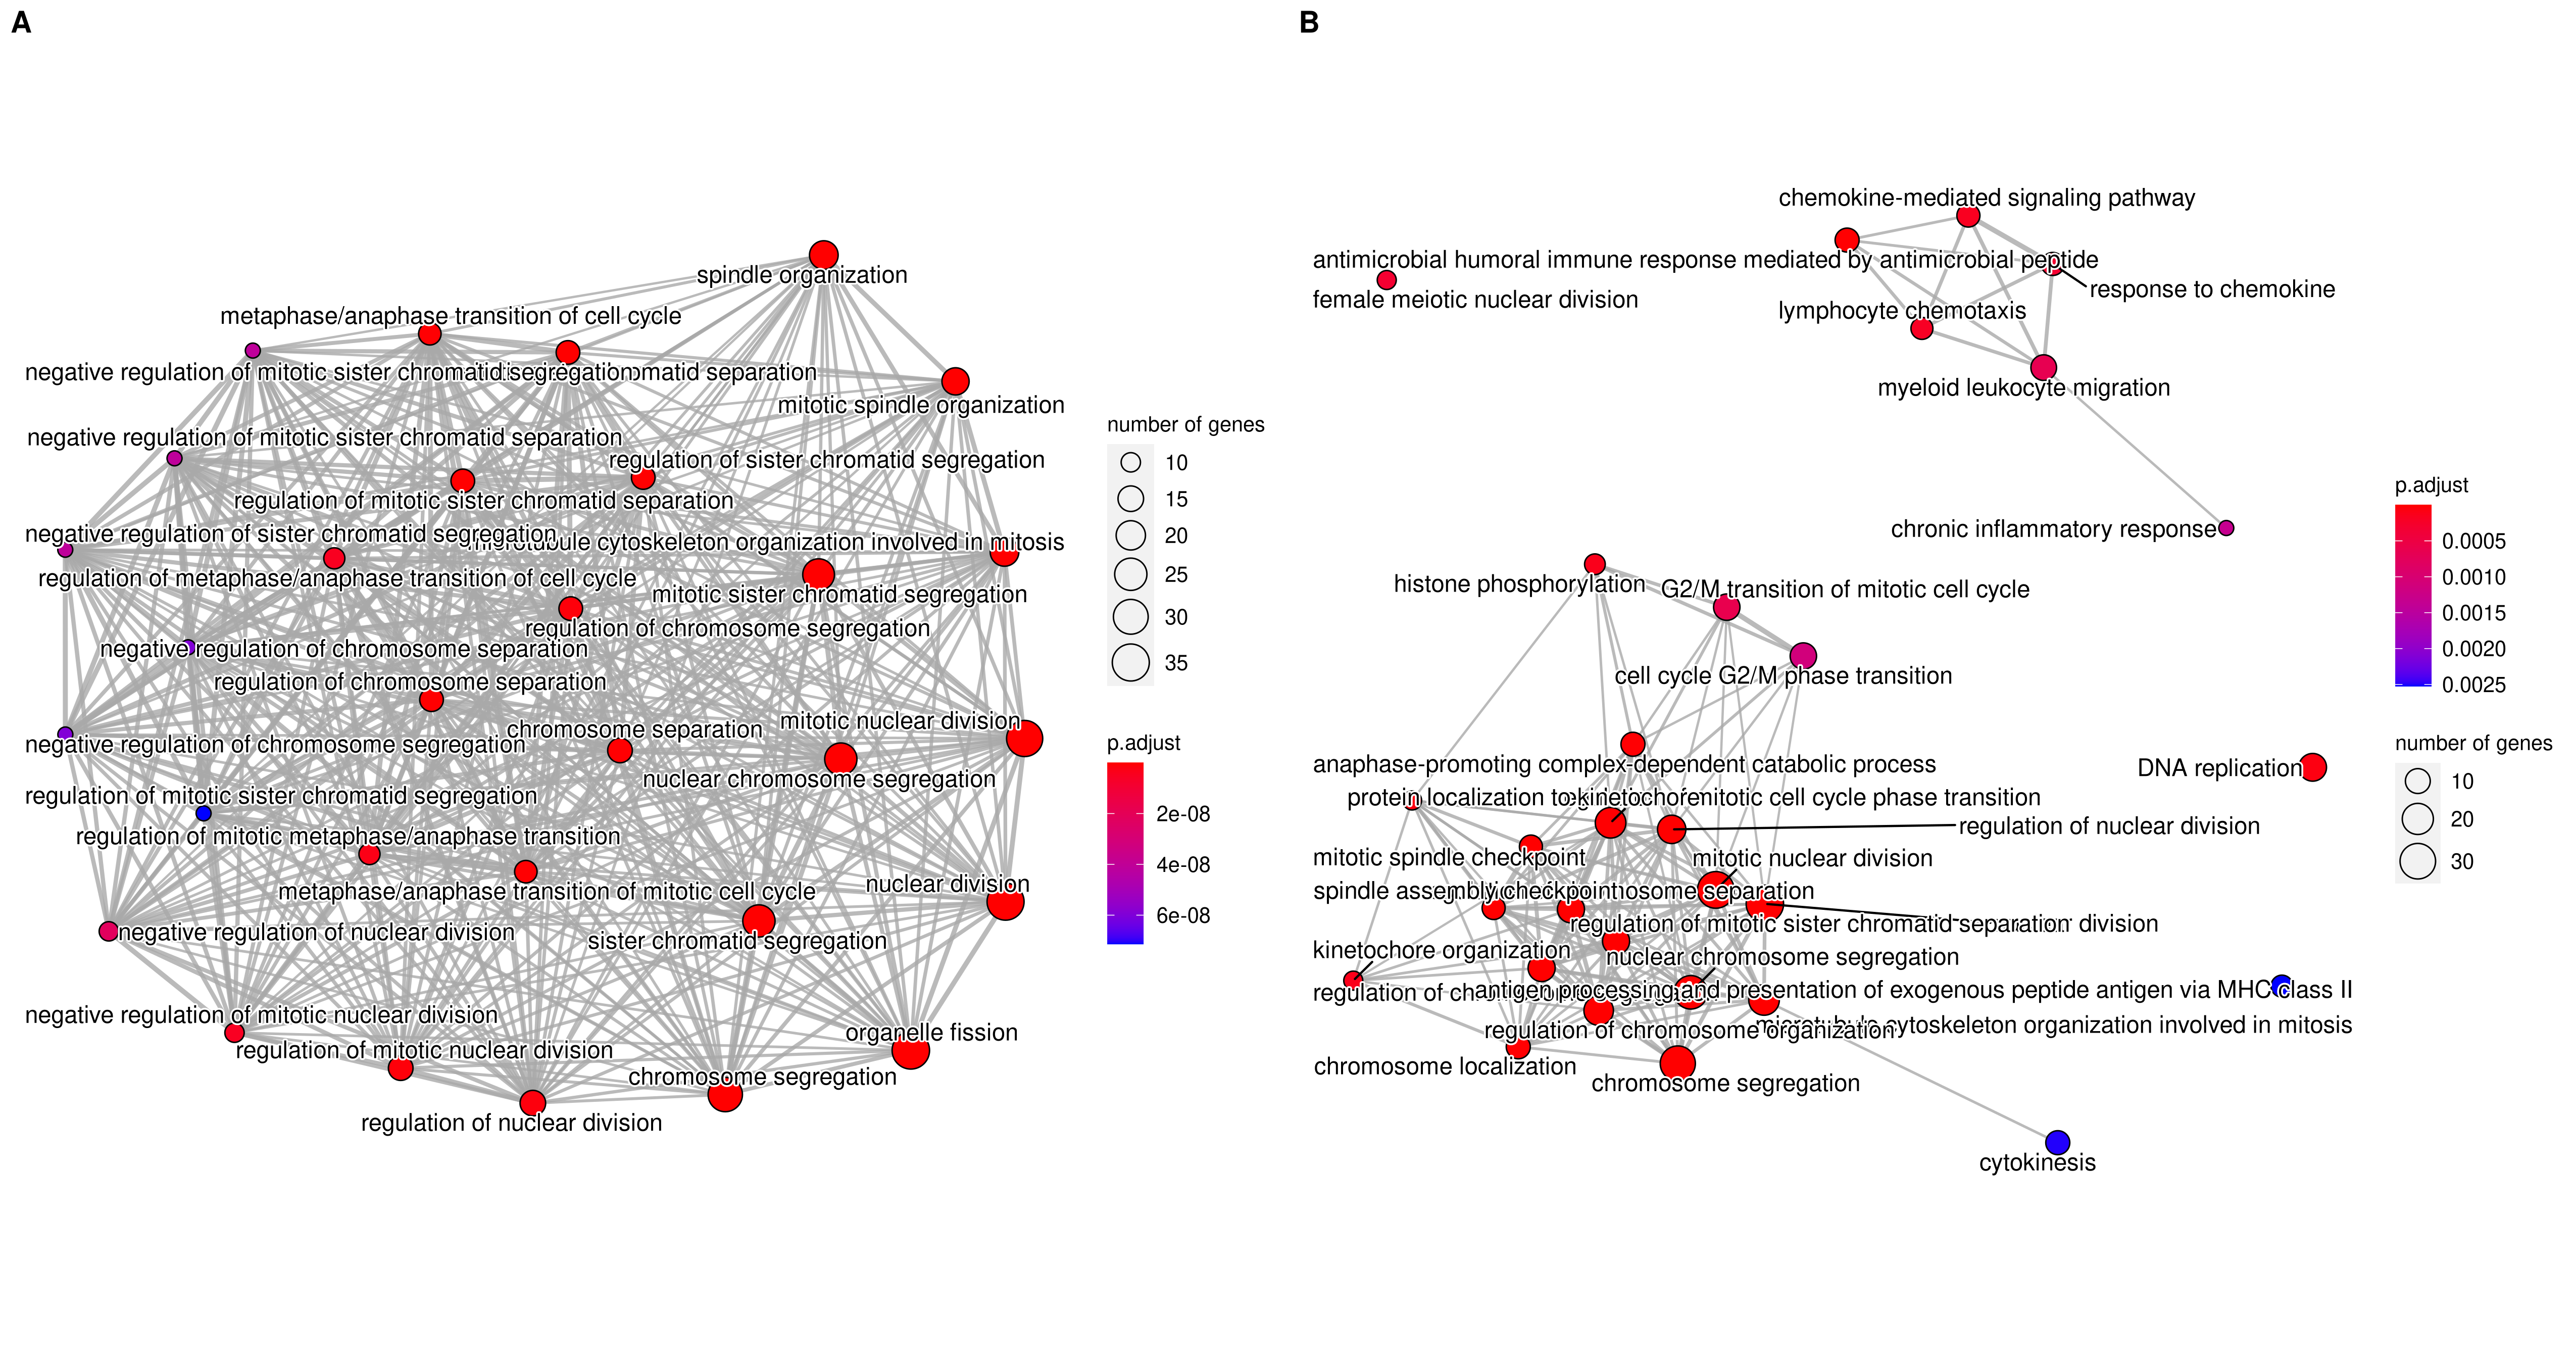 A
spindle organization
metaphase/anaphase transition of cell cycle
negative regulation of mitotic sister chromatid segregation
separation
mitotic spindle organization
negative regulation of mitotic sister chromatid separation
regulation of sister chromatid segregation
regulation of mitotic sister chromatid separation
negative regulation of sister chromatid segregation
cytoskeleton organization involved in mitosis
regulation of metaphase/anaphase transition of cell cycle
mitotic sister chromatid segregation
regulation of chromosome segregation
negative regulation of chromosome separation
regulation of chromosome separation
mitotic nuclear division
chromosome separation
negative regulation of chromosome segregation
nuclear chromosome segregation
regulation of mitotic sister chromatid segregation
regulation of mitotic metaphase/anaphase transition
nuclear division
metaphase/anaphase transition of mitotic cell cycle
negative regulation of nuclear division
sister chromatid segregation
negative regulation of mitotic nuclear division
organelle fission
regulation of mitotic nuclear division
chromosome segregation
regulation of nuclear division
number of genes
10
15
20
25
30
35
p.adjust
2e-08
4e-08
6e-08
B
chemokine-mediated signaling pathway
antimicrobial humoral immune response mediated by antimicrobial peptide
response to chemokine
female meiotic nuclear division
lymphocyte chemotaxis
myeloid leukocyte migration
chronic inflammatory response
histone phosphorylation
G2/M transition of mitotic cell cycle
cell cycle G2/M phase transition
anaphase-promoting complex-dependent catabolic process
DNA replication
protein localization to kinetochore
mitotic cell cycle phase transition
regulation of nuclear division
mitotic spindle checkpoint
mitotic nuclear division
spindle assembly checkpoint
separation
regulation of mitotic sister chromatid separation
division
kinetochore organization
nuclear chromosome segregation
regulation of
antigen processing and presentation of exogenous peptide antigen via MHC class II
regulation of chromosome organization
cytoskeleton organization involved in mitosis
chromosome localization
chromosome segregation
cytokinesis
p.adjust
0.0005
0.0010
0.0015
0.0020
0.0025
number of genes
10
20
30